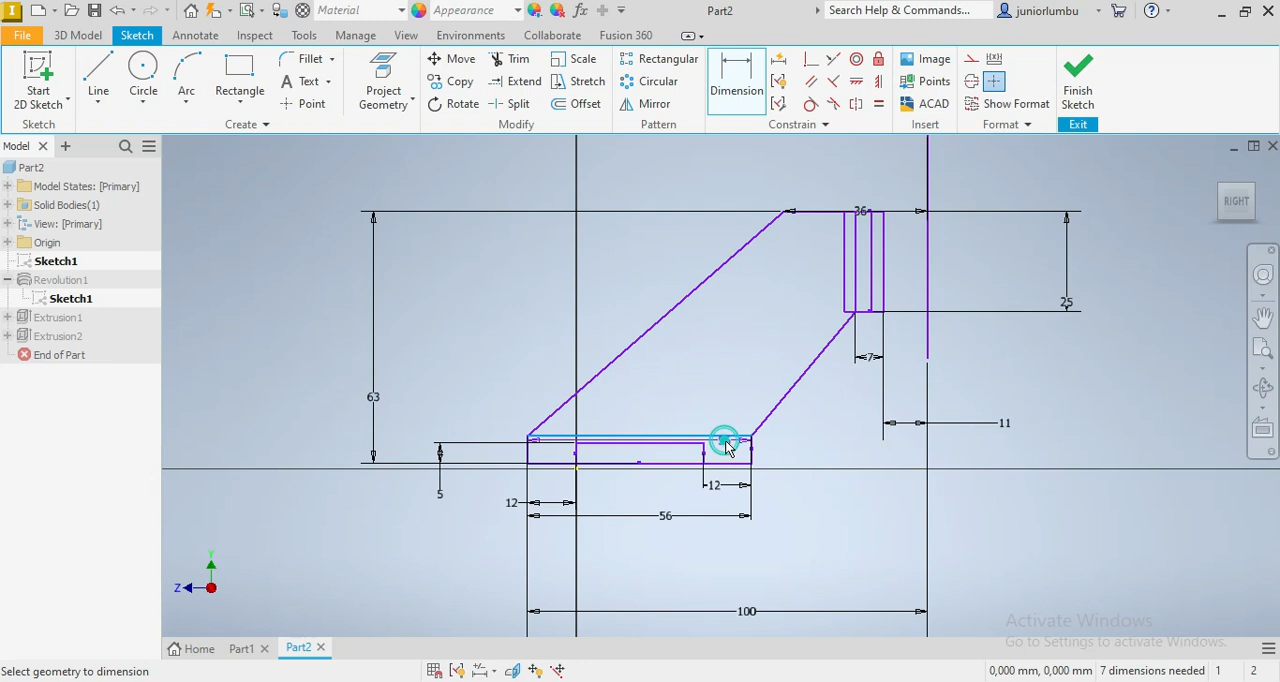 Material Appearance fx Part2 Search Help & Commands... juniorlumbu
File 3D Model Sketch Annotate Inspect Tools Manage View Environments Collaborate Fusion 360
Start 2D Sketch Line Circle Arc Rectangle Fillet Text Point Project Geometry Move Copy Rotate Trim Extend Split Scale Stretch Offset Rectangular Circular Mirror Dimension Image Points ACAD Show Format Finish Sketch
Sketch Create Modify Pattern Constrain Insert Format Exit
Model
Part2
Model States: [Primary]
Solid Bodies(1)
View: [Primary]
Origin
Sketch1
Revolution1
Sketch1
Extrusion1
Extrusion2
End of Part
RIGHT
36
25
7
63
11
5
12
12
56
100
Y
Z
Activate Windows
Go to Settings to activate Windows.
Home Part1 Part2
Select geometry to dimension
0,000 mm, 0,000 mm 7 dimensions needed 1 2